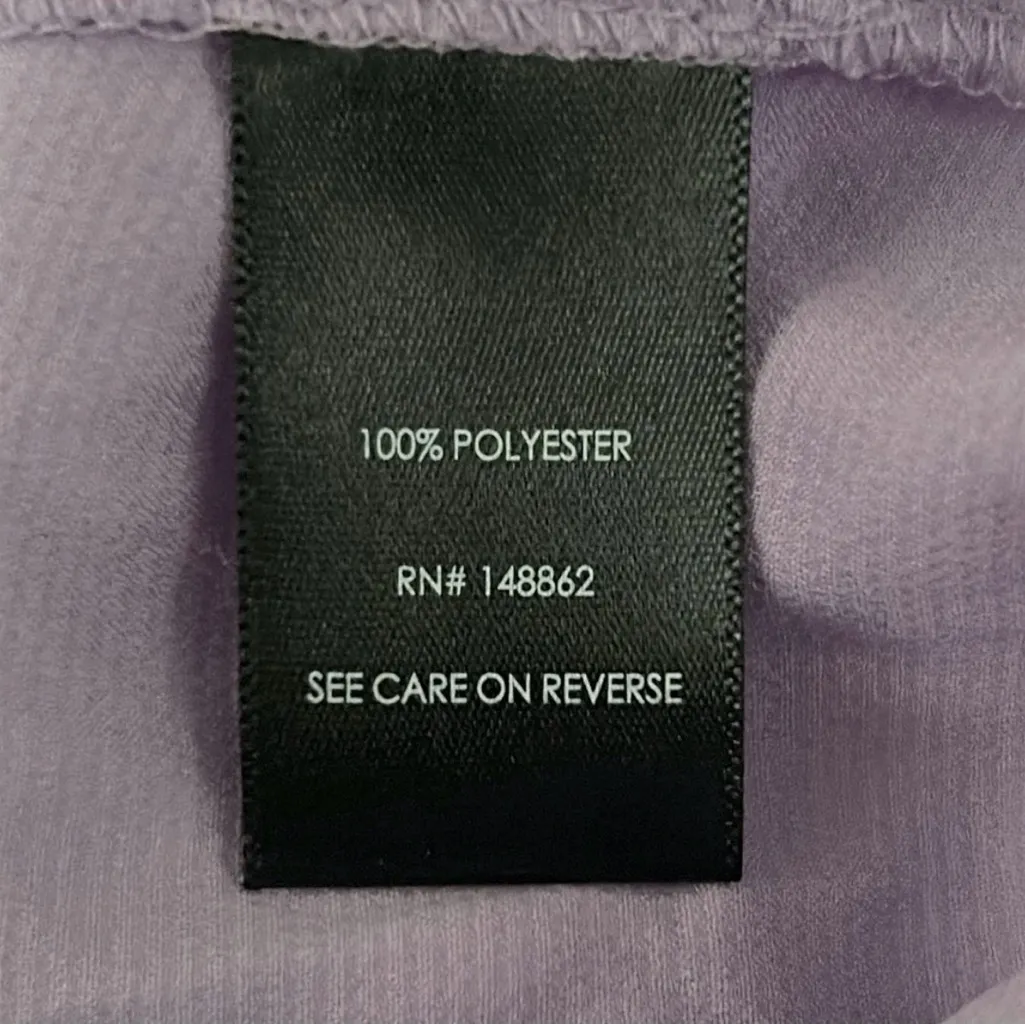 100% POLYESTER
RN# 148862
SEE CARE ON REVERSE